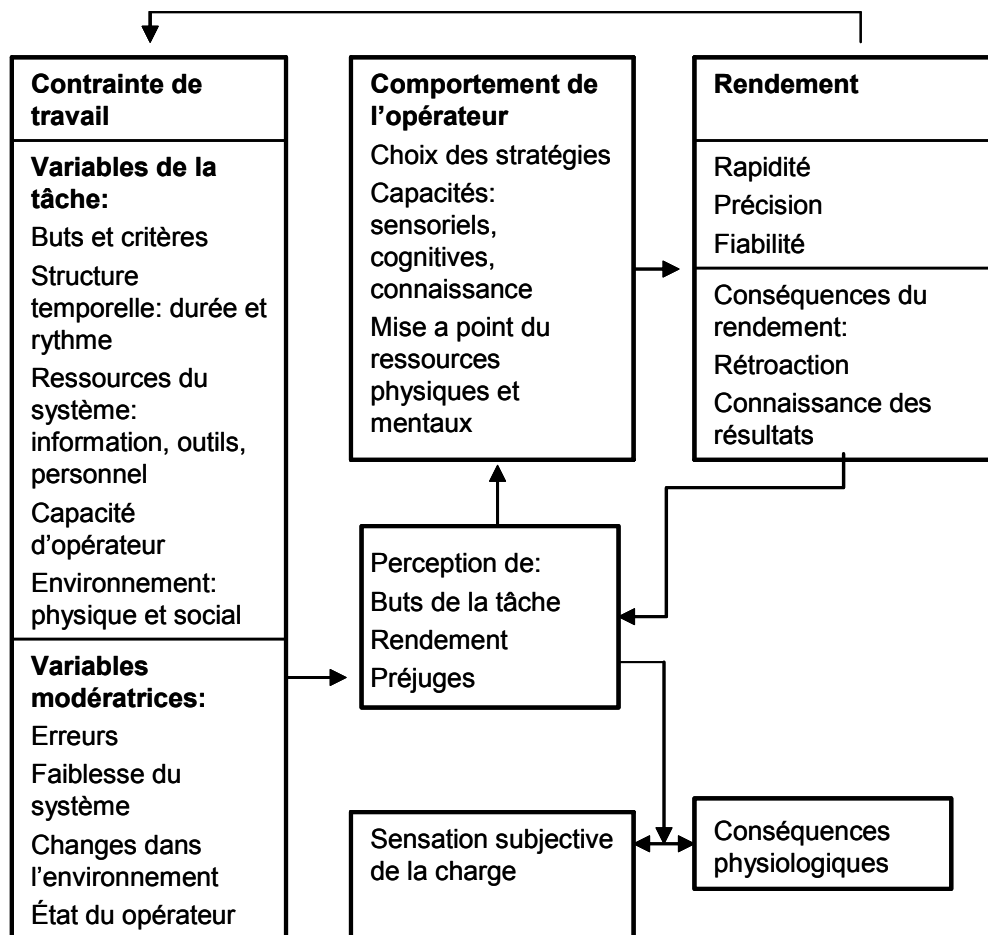 Contrainte de
travail
Variables de la
tâche:
Buts et critères
Structure
temporelle: durée et
rythme
Ressources du
système:
information, outils,
personnel
Capacité
d’opérateur
Environnement:
physique et social
Variables
modératrices:
Erreurs
Faiblesse du
système
Changes dans
l’environnement
État du opérateur
Comportement de
l’opérateur
Choix des stratégies
Capacités:
sensoriels,
cognitives,
connaissance
Mise a point du
ressources
physiques et
mentaux
Rendement
Rapidité
Précision
Fiabilité
Conséquences du
rendement:
Rétroaction
Connaissance des
résultats
Perception de:
Buts de la tâche
Rendement
Préjuges
Sensation subjective
de la charge
Conséquences
physiologiques